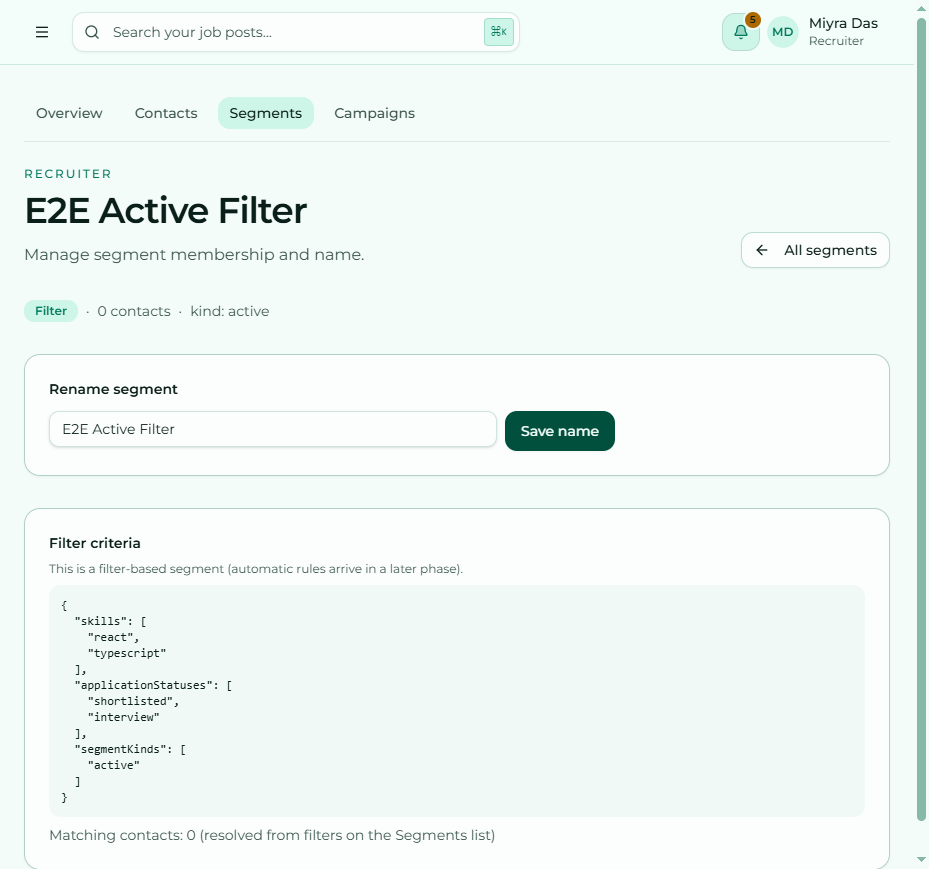 Search your job posts...
⌘K
5
MD
Miyra Das
Recruiter
Overview
Contacts
Segments
Campaigns
RECRUITER
E2E Active Filter
Manage segment membership and name.
All segments
Filter · 0 contacts · kind: active
Rename segment
E2E Active Filter
Save name
Filter criteria
This is a filter-based segment (automatic rules arrive in a later phase).
{
  "skills": [
    "react",
    "typescript"
  ],
  "applicationStatuses": [
    "shortlisted",
    "interview"
  ],
  "segmentKinds": [
    "active"
  ]
}
Matching contacts: 0 (resolved from filters on the Segments list)